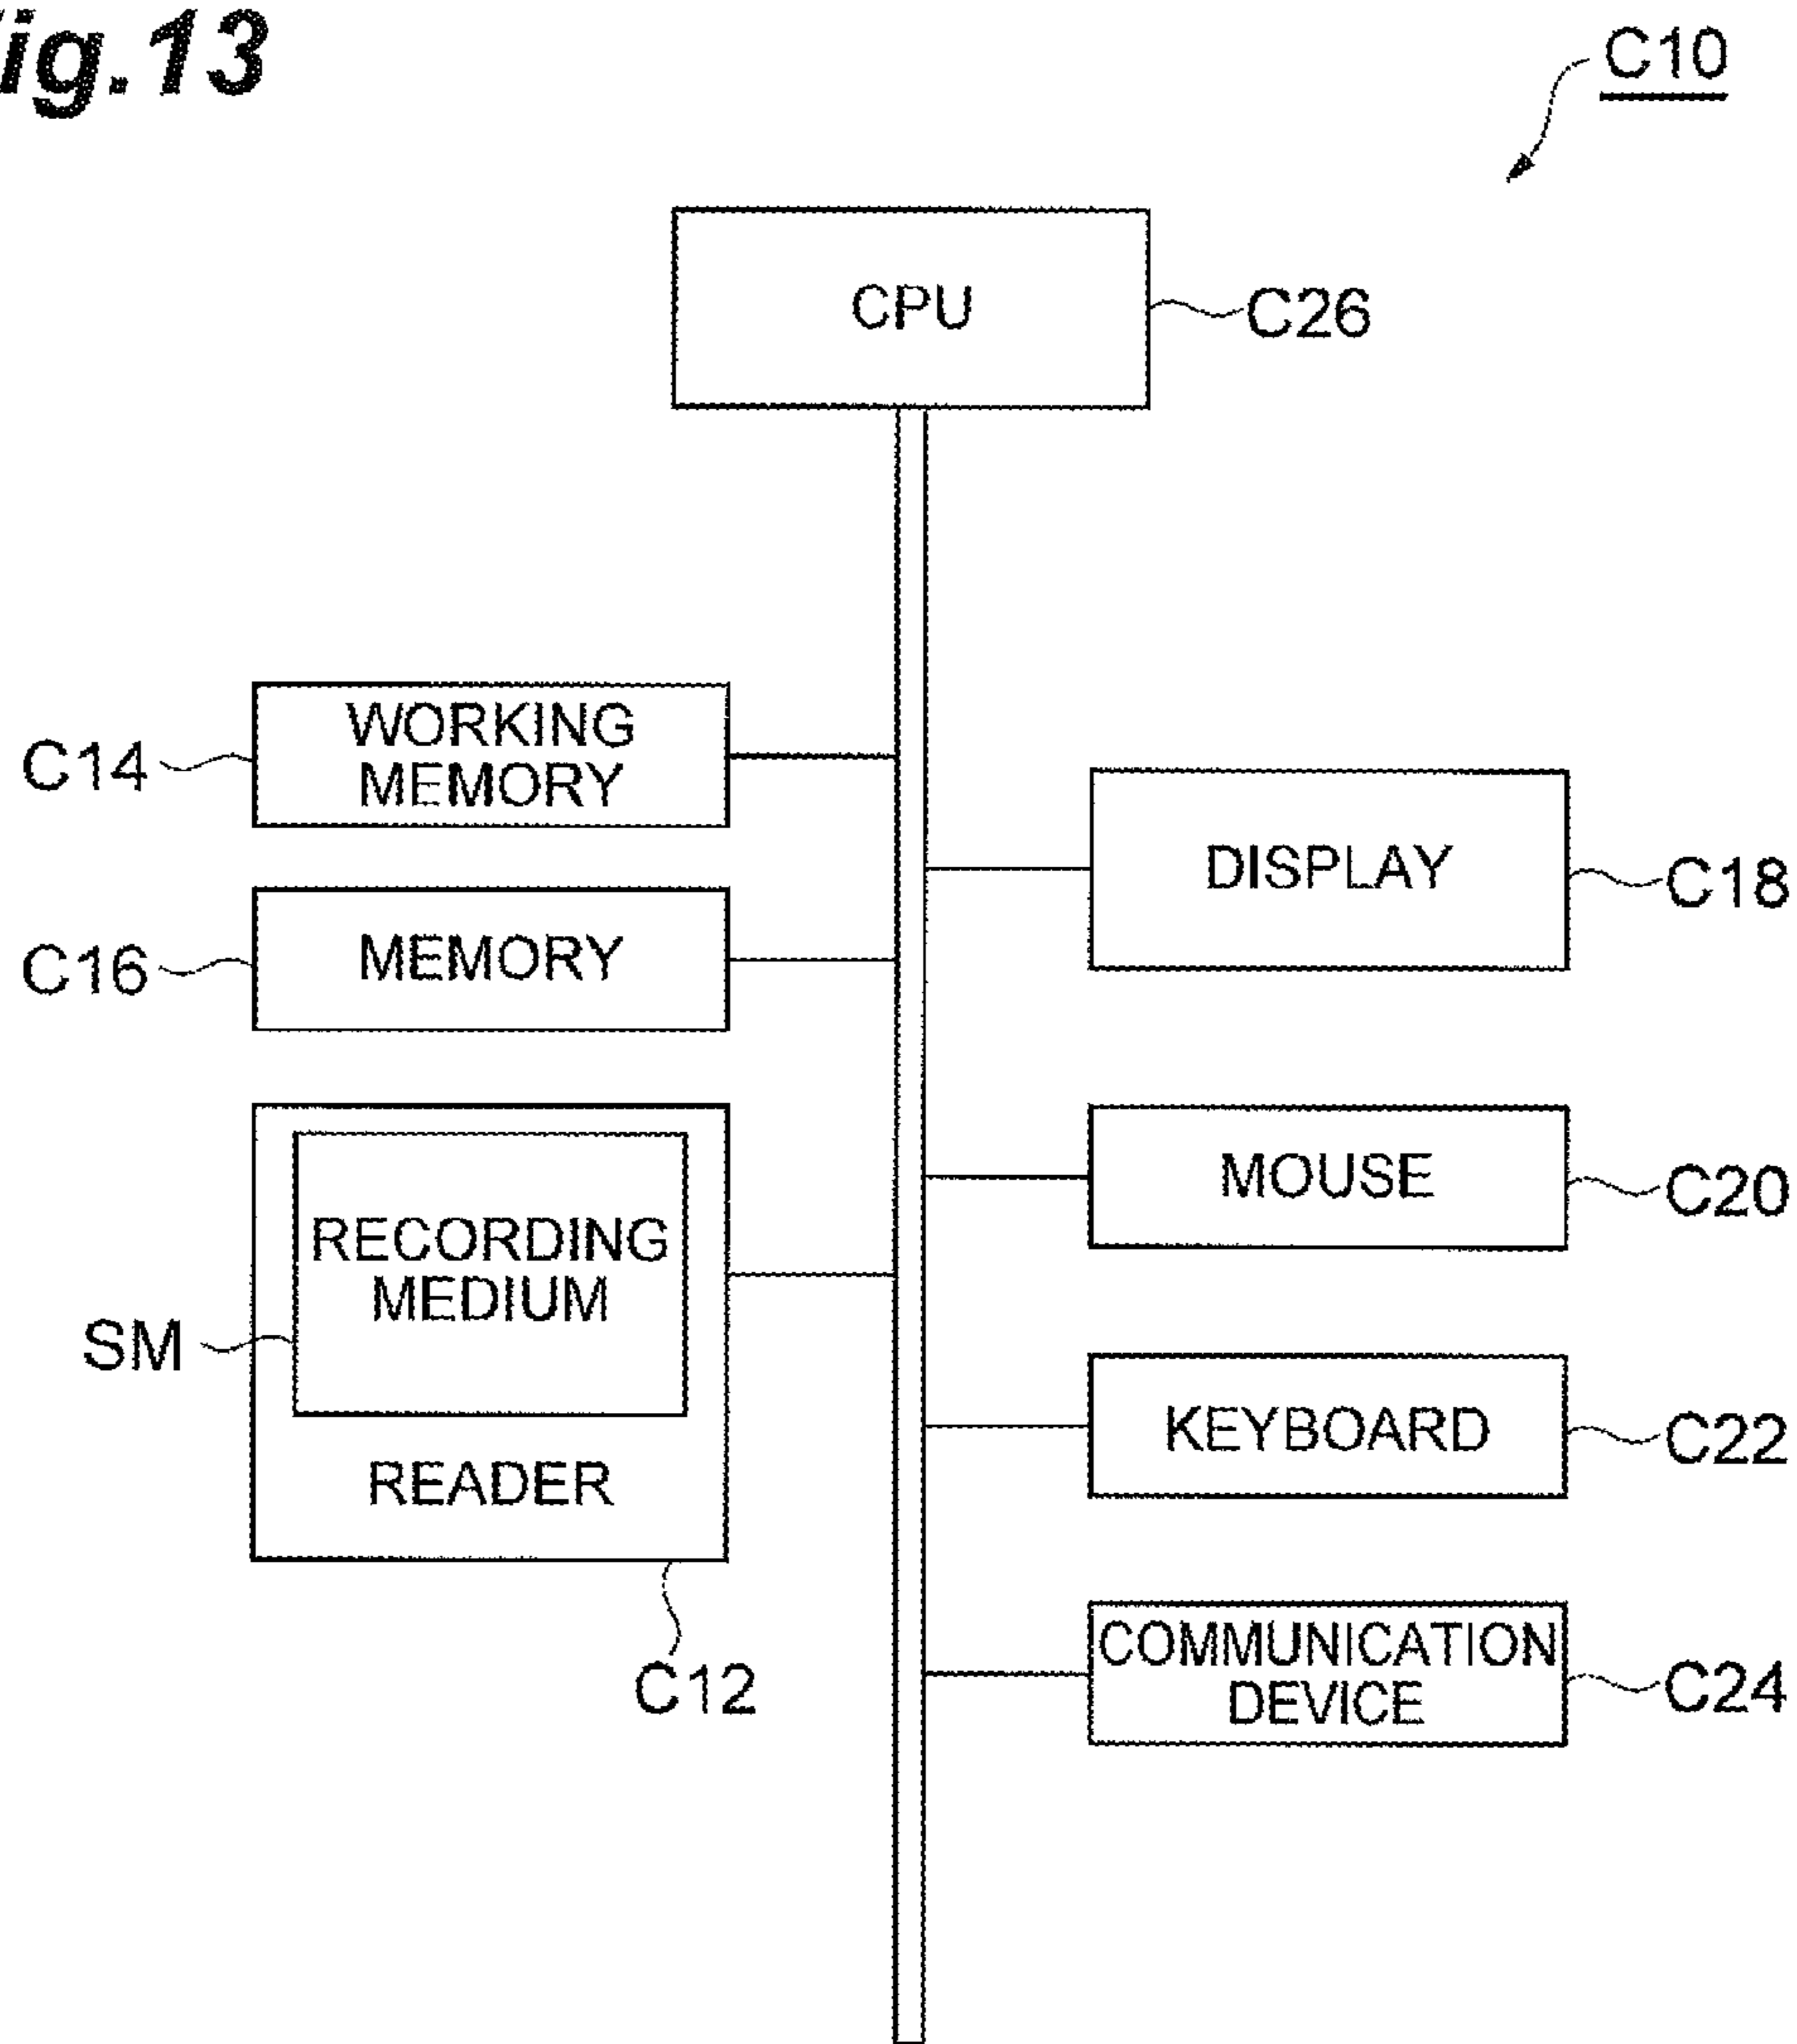 ig.13
C10
CPU
C26
C14
WORKING
MEMORY
C16
MEMORY
DISPLAY
C18
MOUSE
C20
SM
RECORDING
MEDIUM
READER
C12
KEYBOARD
C22
COMMUNICATION
DEVICE
C24